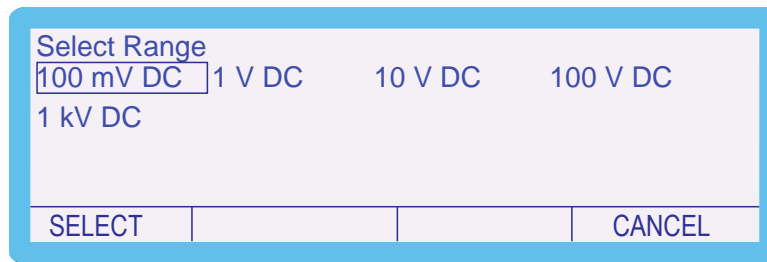 Select Range
100 mV DC 1 V DC 10 V DC 100 V DC
1 kV DC
SELECT CANCEL